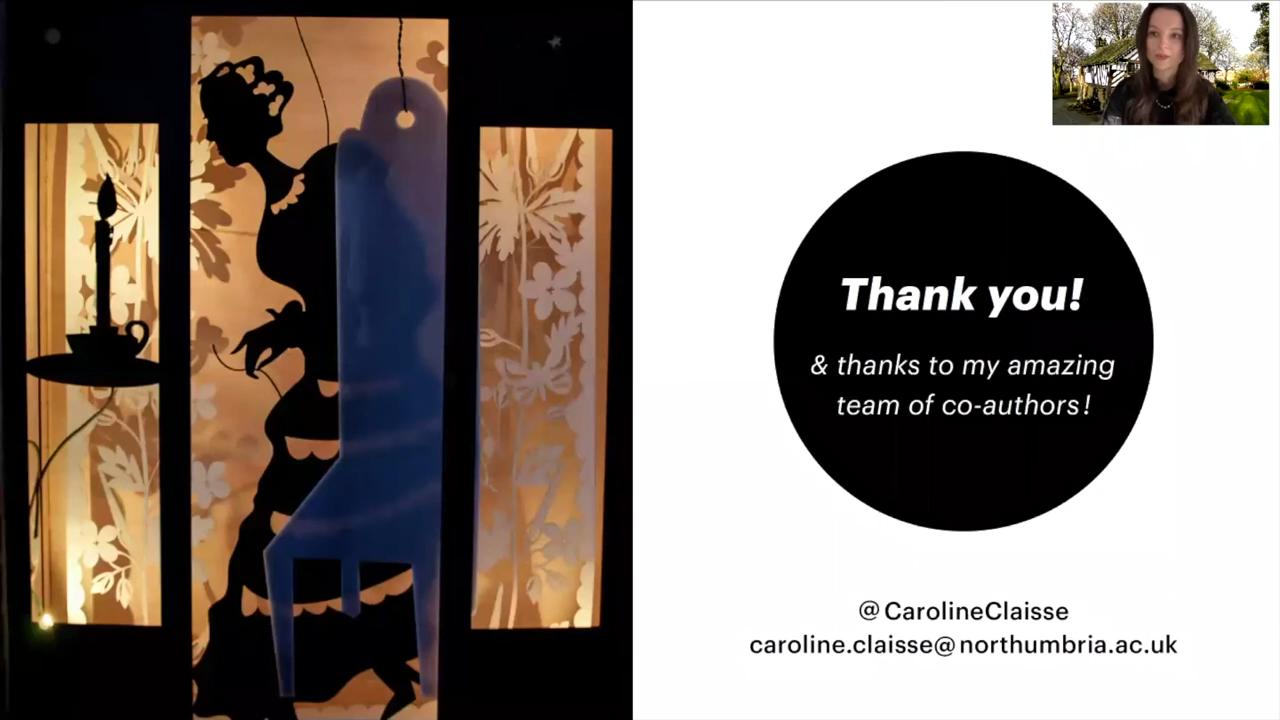 Thank you!
& thanks to my amazing
team of co-authors!
@CarolineClaisse
caroline.claisse@northumbria.ac.uk